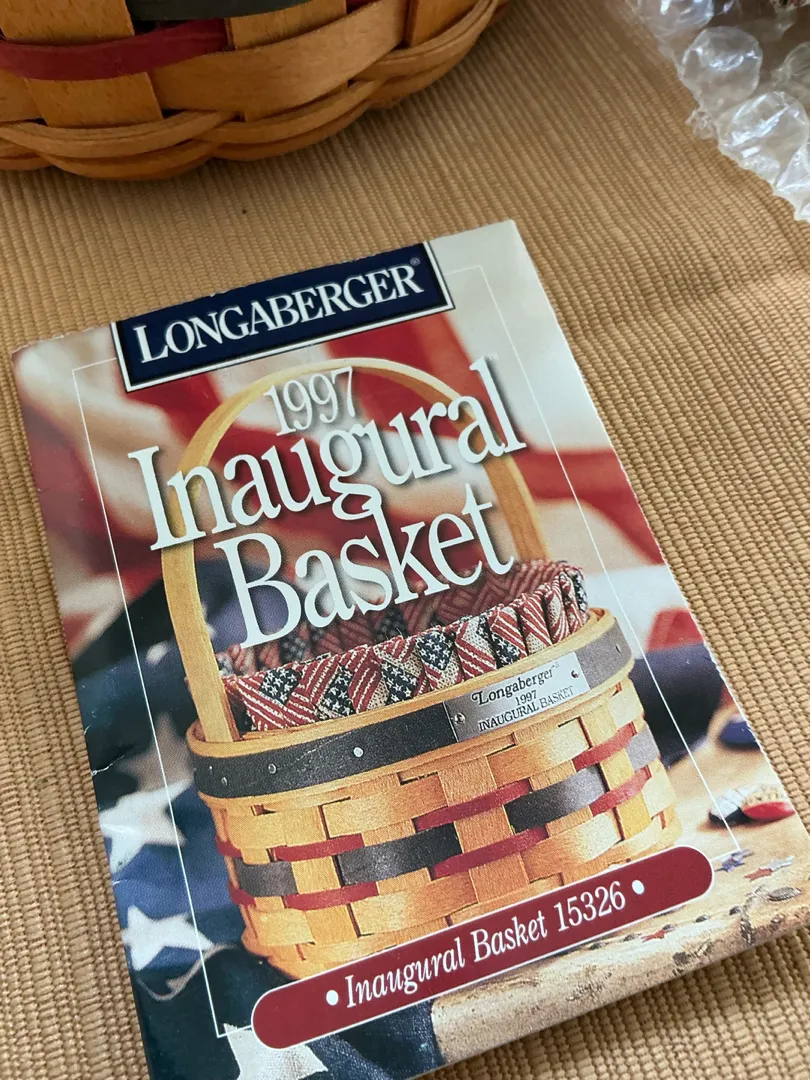 LONGABERGER®
1997
Inaugural
Basket
Longaberger®
1997
INAUGURAL BASKET
• Inaugural Basket 15326 •